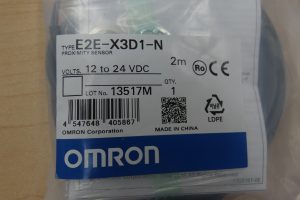 TYPE E2E-X3D1-N
PROXIMITY SENSOR
2m
VOLTS. 12 to 24 VDC
QTY.
LOT No. 13517M 1
4 547648 405867
OMRON Corporation
MADE IN CHINA
LDPE
OMRON